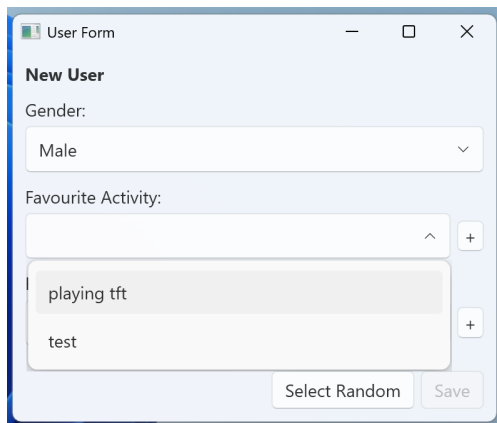 User Form
New User
Gender:
Male
Favourite Activity:
+
playing tft
test
+
Select Random
Save